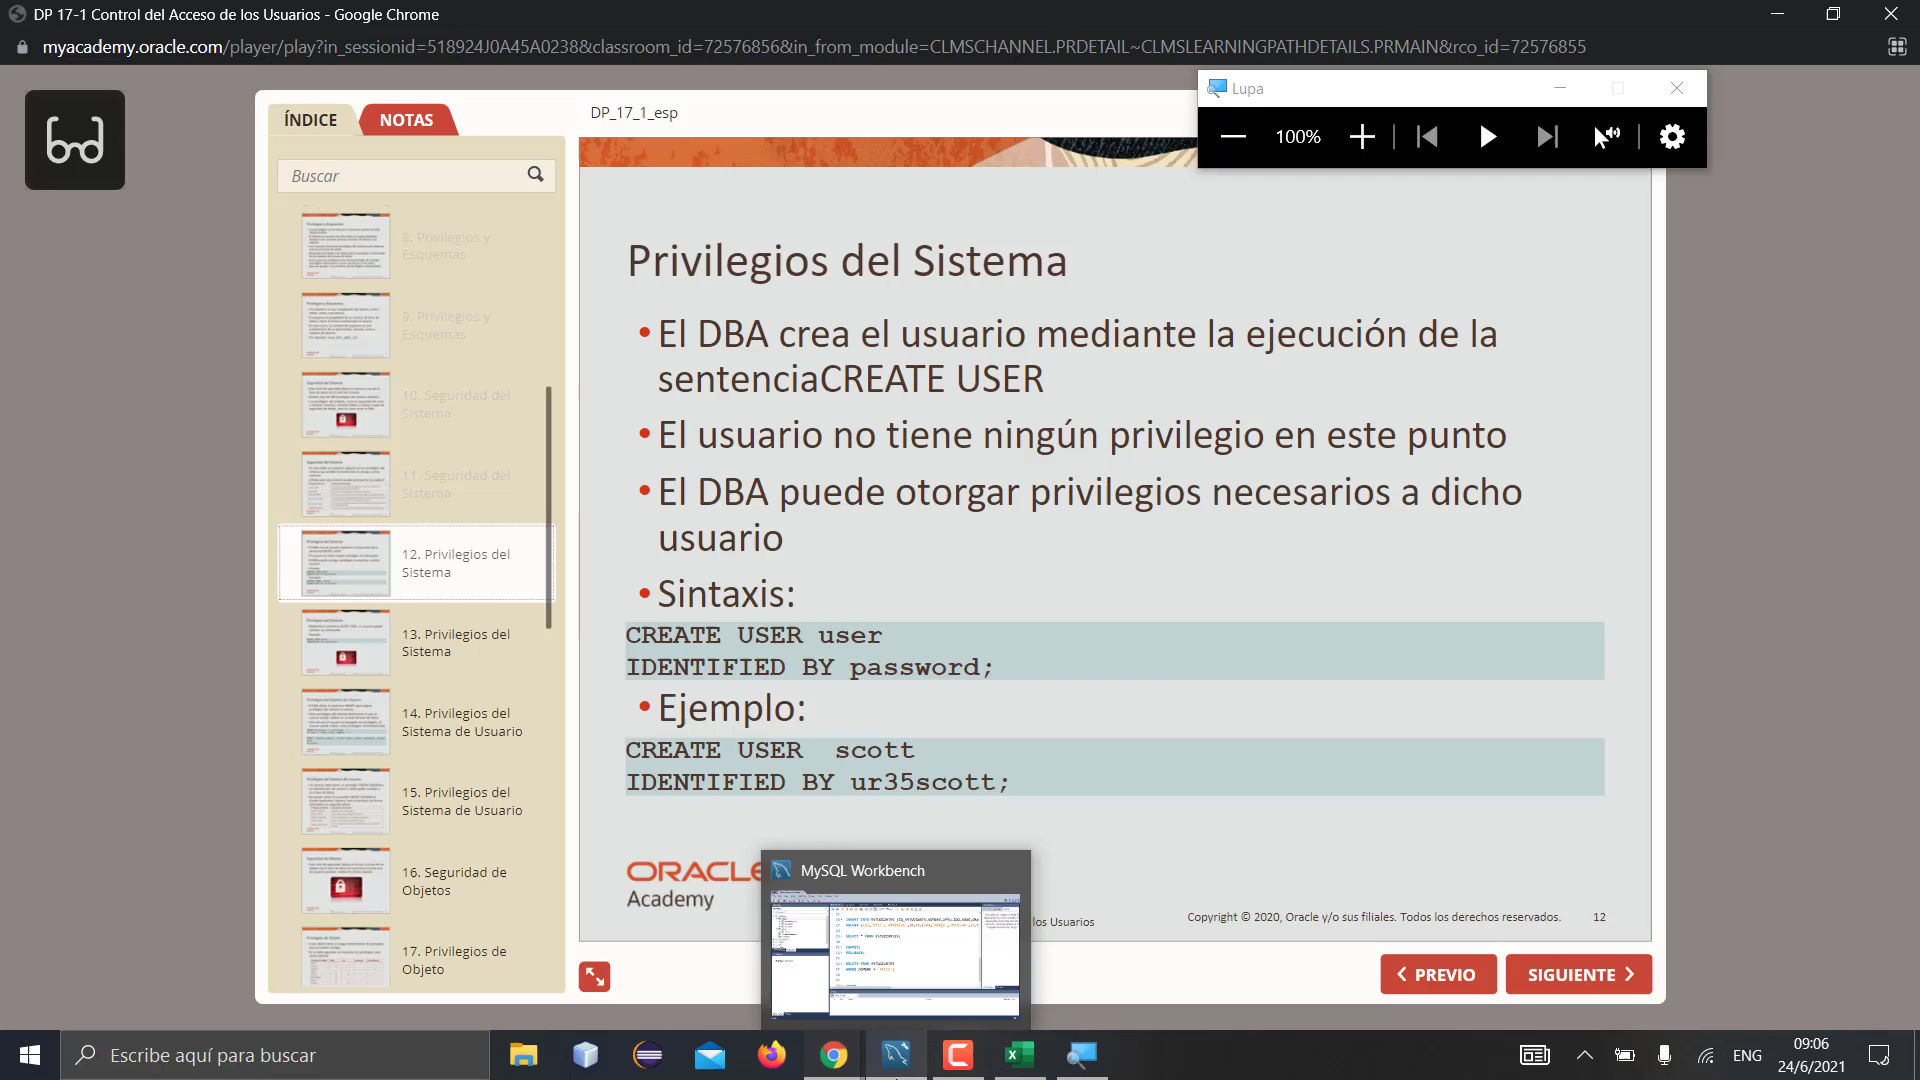 DP 17-1 Control del Acceso de los Usuarios - Google Chrome
myacademy.oracle.com/player/play?in_sessionid=518924J0A45A0238&classroom_id=72576856&in_from_module=CLMSCHANNEL.PRDETAIL~CLMSLEARNINGPATHDETAILS.PRMAIN&rco_id=72576855
Lupa
100%
ÍNDICE
NOTAS
DP_17_1_esp
Buscar
8. Privilegios y
Esquemas
9. Privilegios y
Esquemas
10. Seguridad del
Sistema
11. Seguridad del
Sistema
12. Privilegios del
Sistema
13. Privilegios del
Sistema
14. Privilegios del
Sistema de Usuario
15. Privilegios del
Sistema de Usuario
16. Seguridad de
Objetos
17. Privilegios de
Objeto
Privilegios del Sistema
•El DBA crea el usuario mediante la ejecución de la
sentenciaCREATE USER
•El usuario no tiene ningún privilegio en este punto
•El DBA puede otorgar privilegios necesarios a dicho
usuario
•Sintaxis:
CREATE USER user
IDENTIFIED BY password;
•Ejemplo:
CREATE USER scott
IDENTIFIED BY ur35scott;
ORACLE
Academy
MySQL Workbench
los Usuarios
Copyright © 2020, Oracle y/o sus filiales. Todos los derechos reservados.
12
PREVIO
SIGUIENTE
Escribe aquí para buscar
ENG
09:06
24/6/2021